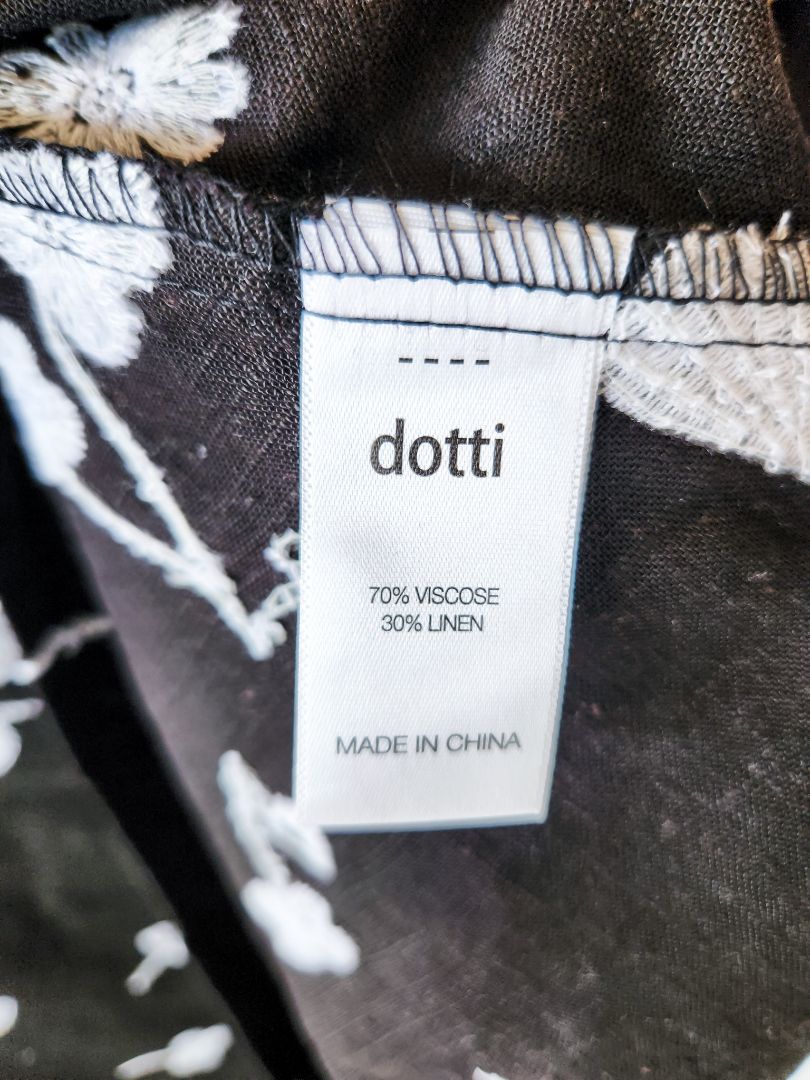 ----
dotti
70% VISCOSE
30% LINEN
MADE IN CHINA